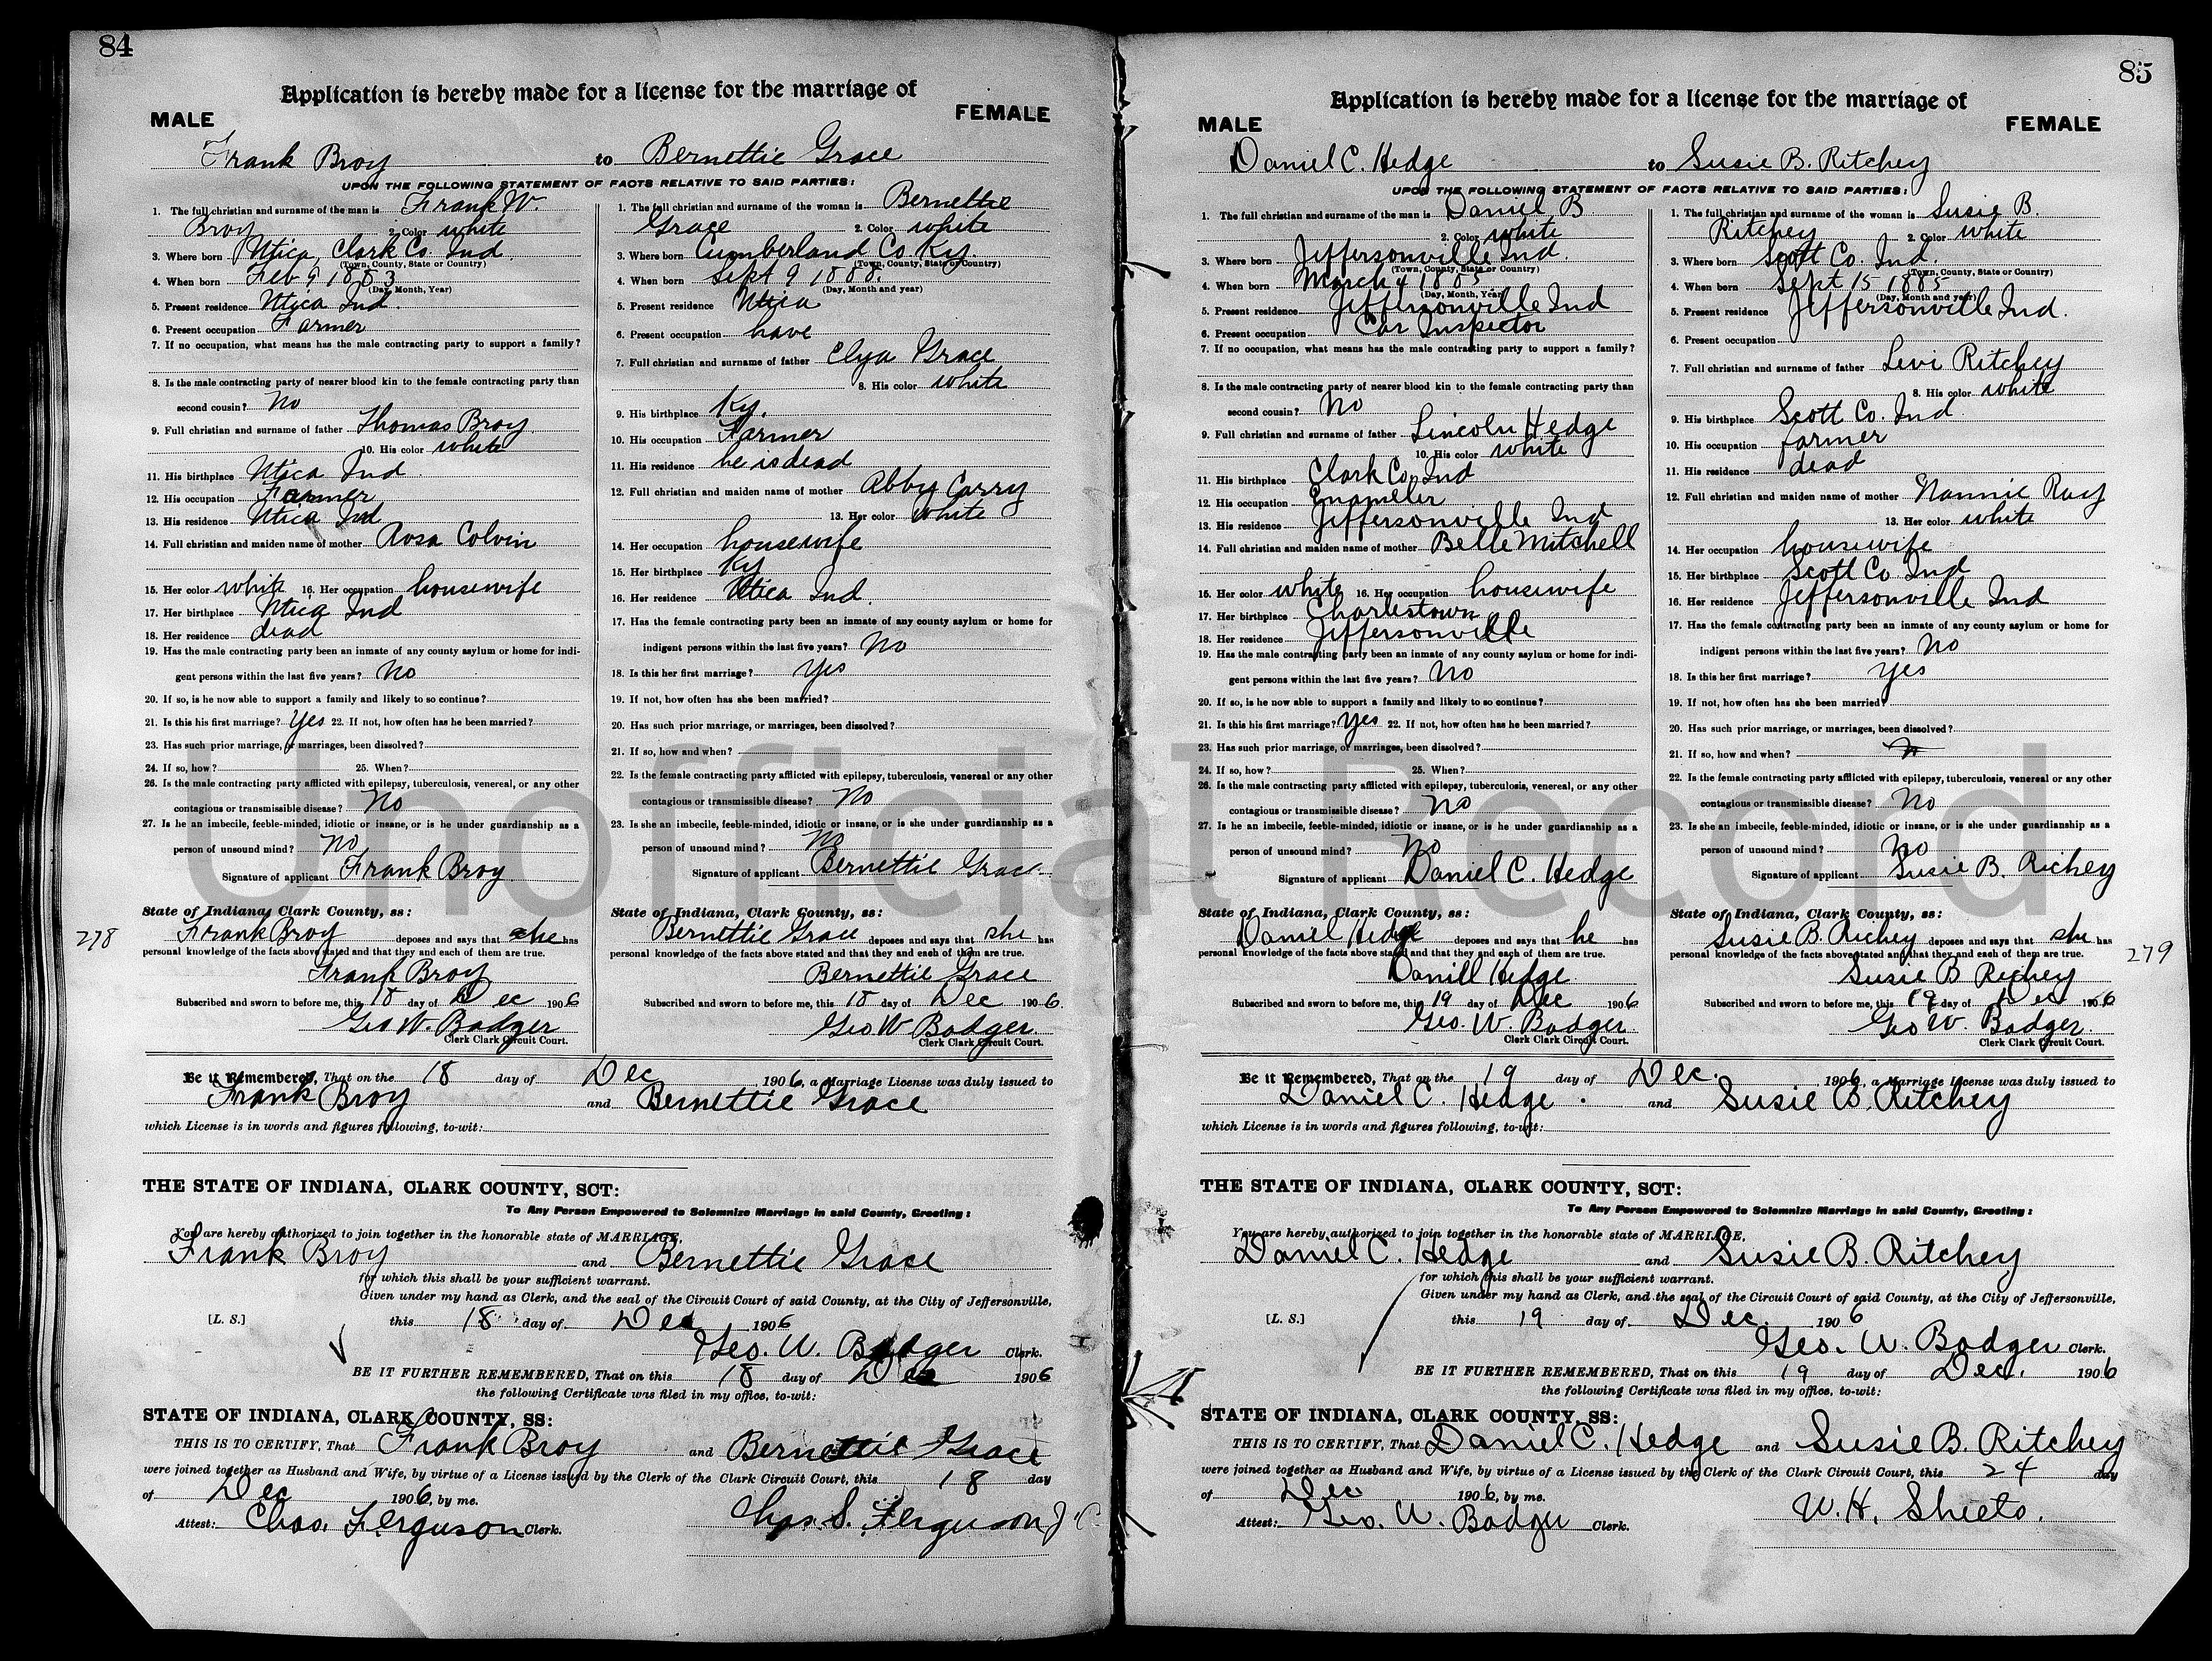 84
Application is hereby made for a license for the marriage of
MALE FEMALE
Frank Broy to Bernettie Grace
UPON THE FOLLOWING STATEMENT OF FACTS RELATIVE TO SAID PARTIES:
1. The full christian and surname of the man is Frank W.
Broy 2. Color white
3. Where born Utica, Clark Co. Ind.
(Town, County, State or Country)
4. When born Feb 9 1883
(Day, Month, Year)
5. Present residence Utica Ind.
6. Present occupation Farmer
7. If no occupation, what means has the male contracting party to support a family?
8. Is the male contracting party of nearer blood kin to the female contracting party than
second cousin? No
9. Full christian and surname of father Thomas Broy
10. His color white
11. His birthplace Utica Ind
12. His occupation Farmer
13. His residence Utica Ind
14. Full christian and maiden name of mother Rosa Colvin
15. Her color white 16. Her occupation housewife
17. Her birthplace Utica Ind
18. Her residence dead
19. Has the male contracting party been an inmate of any county asylum or home for indi-
gent persons within the last five years? No
20. If so, is he now able to support a family and likely to so continue?
21. Is this his first marriage? Yes 22. If not, how often has he been married?
23. Has such prior marriage, or marriages, been dissolved?
24. If so, how? 25. When?
26. Is the male contracting party afflicted with epilepsy, tuberculosis, venereal, or any other
contagious or transmissible disease? No
27. Is he an imbecile, feeble-minded, idiotic or insane, or is he under guardianship as a
person of unsound mind? No
Signature of applicant Frank Broy
State of Indiana, Clark County, ss:
278
Frank Broy deposes and says that he has
personal knowledge of the facts above stated and that they and each of them are true.
Frank Broy
Subscribed and sworn to before me, this 18 day of Dec 1906
Geo W. Badger
Clerk Clark Circuit Court.
1. The full christian and surname of the woman is Bernettie
Grace 2. Color white
3. Where born Cumberland Co Ky.
(Town, County, State or Country)
4. When born Sept 9 1888.
(Day, Month and year)
5. Present residence Utica
6. Present occupation have
7. Full christian and surname of father Elya Grace
8. His color white
9. His birthplace Ky.
10. His occupation Farmer
11. His residence he is dead
12. Full christian and maiden name of mother Abby Carry
13. Her color white
14. Her occupation housewife
15. Her birthplace Ky
16. Her residence Utica Ind.
17. Has the female contracting party been an inmate of any county asylum or home for
indigent persons within the last five years? No
18. Is this her first marriage? Yes
19. If not, how often has she been married?
20. Has such prior marriage, or marriages, been dissolved?
21. If so, how and when?
22. Is the female contracting party afflicted with epilepsy, tuberculosis, venereal or any other
contagious or transmissible disease? No
23. Is she an imbecile, feeble-minded, idiotic or insane, or is she under guardianship as a
person of unsound mind? No
Signature of applicant Bernettie Grace
State of Indiana, Clark County, ss:
Bernettie Grace deposes and says that she has
personal knowledge of the facts above stated and that they and each of them are true.
Bernettie Grace
Subscribed and sworn to before me, this 18 day of Dec 1906.
Geo W Badger
Clerk Clark Circuit Court.
Be it Remembered, That on the 18 day of Dec 1906, a Marriage License was duly issued to
Frank Broy and Bernettie Grace
which License is in words and figures following, to-wit:
THE STATE OF INDIANA, CLARK COUNTY, SCT:
To Any Person Empowered to Solemnize Marriage in said County, Greeting:
You are hereby authorized to join together in the honorable state of MARRIAGE,
Frank Broy and Bernettie Grace
for which this shall be your sufficient warrant.
Given under my hand as Clerk, and the seal of the Circuit Court of said County, at the City of Jeffersonville,
[L. S.] this 18 day of Dec 1906
Geo. W. Badger Clerk.
BE IT FURTHER REMEMBERED, That on this 18 day of Dec 1906
the following Certificate was filed in my office, to-wit:
STATE OF INDIANA, CLARK COUNTY, SS:
THIS IS TO CERTIFY, That Frank Broy and Bernettie Grace
were joined together as Husband and Wife, by virtue of a License issued by the Clerk of the Clark Circuit Court, this 18 day
of Dec 1906, by me.
Attest: Chas. Ferguson Clerk. Chas. S. Ferguson J.C.
85
Application is hereby made for a license for the marriage of
MALE FEMALE
Daniel C. Hedge to Susie B. Ritchey
UPON THE FOLLOWING STATEMENT OF FACTS RELATIVE TO SAID PARTIES:
1. The full christian and surname of the man is Daniel B
2. Color white
3. Where born Jeffersonville Ind.
(Town, County, State or Country)
4. When born March 4 1885
(Day, Month, Year)
5. Present residence Jeffersonville Ind
6. Present occupation Car Inspector
7. If no occupation, what means has the male contracting party to support a family?
8. Is the male contracting party of nearer blood kin to the female contracting party than
second cousin? No
9. Full christian and surname of father Lincoln Hedge
10. His color white
11. His birthplace Clark Co. Ind
12. His occupation Enameler
13. His residence Jeffersonville Ind
14. Full christian and maiden name of mother Belle Mitchell
15. Her color white 16. Her occupation housewife
17. Her birthplace Charlestown
18. Her residence Jeffersonville
19. Has the male contracting party been an inmate of any county asylum or home for indi-
gent persons within the last five years? No
20. If so, is he now able to support a family and likely to so continue?
21. Is this his first marriage? Yes 22. If not, how often has he been married?
23. Has such prior marriage, or marriages, been dissolved?
24. If so, how? 25. When?
26. Is the male contracting party afflicted with epilepsy, tuberculosis, venereal, or any other
contagious or transmissible disease? No
27. Is he an imbecile, feeble-minded, idiotic or insane, or is he under guardianship as a
person of unsound mind? No
Signature of applicant Daniel C. Hedge
State of Indiana, Clark County, ss:
Daniel Hedge deposes and says that he has
personal knowledge of the facts above stated and that they and each of them are true.
Daniel Hedge
Subscribed and sworn to before me, this 19 day of Dec 1906
Geo. W. Badger
Clerk Clark Circuit Court.
1. The full christian and surname of the woman is Susie B.
Ritchey 2. Color white
3. Where born Scott Co. Ind.
(Town, County, State or Country)
4. When born Sept 15 1885
(Day, Month and year)
5. Present residence Jeffersonville Ind.
6. Present occupation
7. Full christian and surname of father Levi Ritchey
8. His color white
9. His birthplace Scott Co. Ind
10. His occupation farmer
11. His residence dead
12. Full christian and maiden name of mother Nannie Ray
13. Her color white
14. Her occupation housewife
15. Her birthplace Scott Co Ind
16. Her residence Jeffersonville Ind
17. Has the female contracting party been an inmate of any county asylum or home for
indigent persons within the last five years? No
18. Is this her first marriage? Yes
19. If not, how often has she been married?
20. Has such prior marriage, or marriages, been dissolved?
21. If so, how and when?
22. Is the female contracting party afflicted with epilepsy, tuberculosis, venereal or any other
contagious or transmissible disease? No
23. Is she an imbecile, feeble-minded, idiotic or insane, or is she under guardianship as a
person of unsound mind? No
Signature of applicant Susie B. Richey
State of Indiana, Clark County, ss:
Susie B. Richey deposes and says that she has
279
personal knowledge of the facts above stated and that they and each of them are true.
Susie B Richey
Subscribed and sworn to before me, this 19 day of Dec 1906
Geo W. Badger.
Clerk Clark Circuit Court.
Be it Remembered, That on the 19 day of Dec. 1906, a Marriage License was duly issued to
Daniel C. Hedge and Susie B. Ritchey
which License is in words and figures following, to-wit:
THE STATE OF INDIANA, CLARK COUNTY, SCT:
To Any Person Empowered to Solemnize Marriage in said County, Greeting:
You are hereby authorized to join together in the honorable state of MARRIAGE,
Daniel C. Hedge and Susie B. Ritchey
for which this shall be your sufficient warrant.
Given under my hand as Clerk, and the seal of the Circuit Court of said County, at the City of Jeffersonville,
[L. S.] this 19 day of Dec. 1906
Geo. W. Badger Clerk.
BE IT FURTHER REMEMBERED, That on this 19 day of Dec. 1906
the following Certificate was filed in my office, to-wit:
STATE OF INDIANA, CLARK COUNTY, SS:
THIS IS TO CERTIFY, That Daniel C. Hedge and Susie B. Ritchey
were joined together as Husband and Wife, by virtue of a License issued by the Clerk of the Clark Circuit Court, this 24 day
of Dec 1906, by me.
W. H. Sheets.
Attest: Geo. W. Badger Clerk.
Unofficial Record